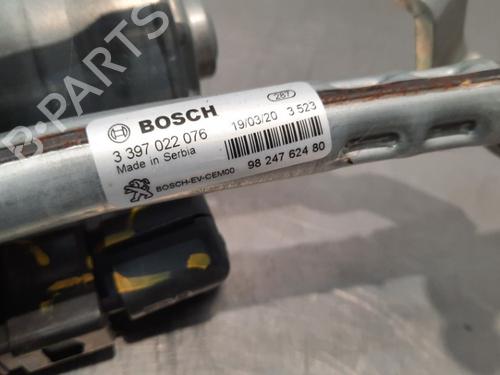 B-PARTS
BOSCH
287
3 397 022 076
19/03/20 3 523
Made in Serbia
BOSCH-EV-CEM00
98 247 624 80